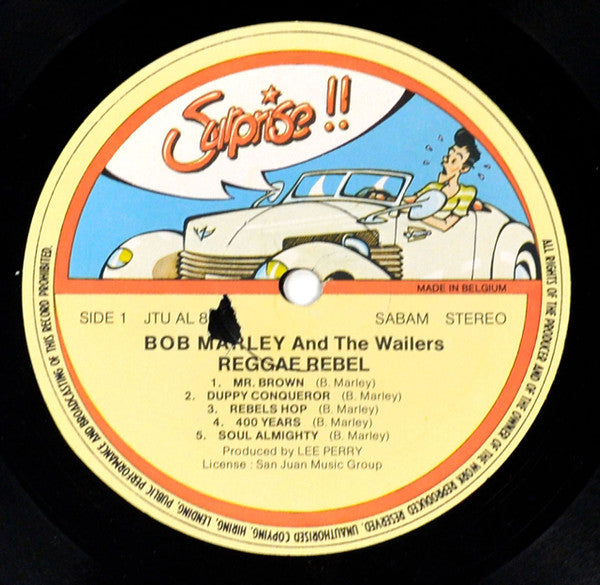 Surprise!!
MADE IN BELGIUM
SIDE 1 JTU AL 8
SABAM STEREO
BOB MARLEY And The Wailers
REGGAE REBEL
1. MR. BROWN (B. Marley)
2. DUPPY CONQUEROR (B. Marley)
3. REBELS HOP (B. Marley)
4. 400 YEARS (B. Marley)
5. SOUL ALMIGHTY (B. Marley)
Produced by LEE PERRY
License : San Juan Music Group
ALL RIGHTS OF THE PRODUCER AND OF THE OWNER OF THE WORK REPRODUCED RESERVED. UNAUTHORISED COPYING, HIRING, LENDING, PUBLIC PERFORMANCE AND BROADCASTING OF THIS RECORD PROHIBITED.